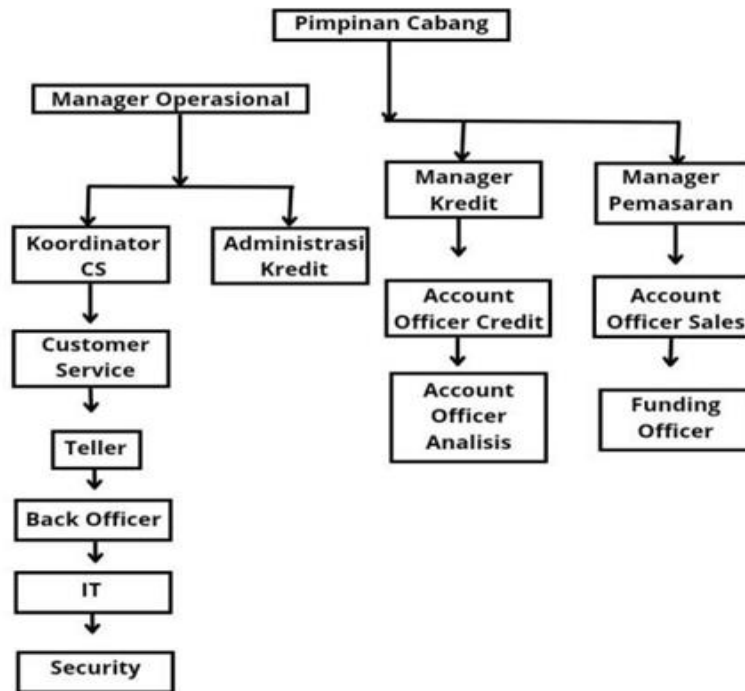 Pimpinan Cabang
Manager Operasional
Manager
Kredit
Manager
Pemasaran
Koordinator
CS
Administrasi
Kredit
Account
Officer Credit
Account
Officer Sales
Customer
Service
Account
Officer
Analisis
Funding
Officer
Teller
Back Officer
IT
Security